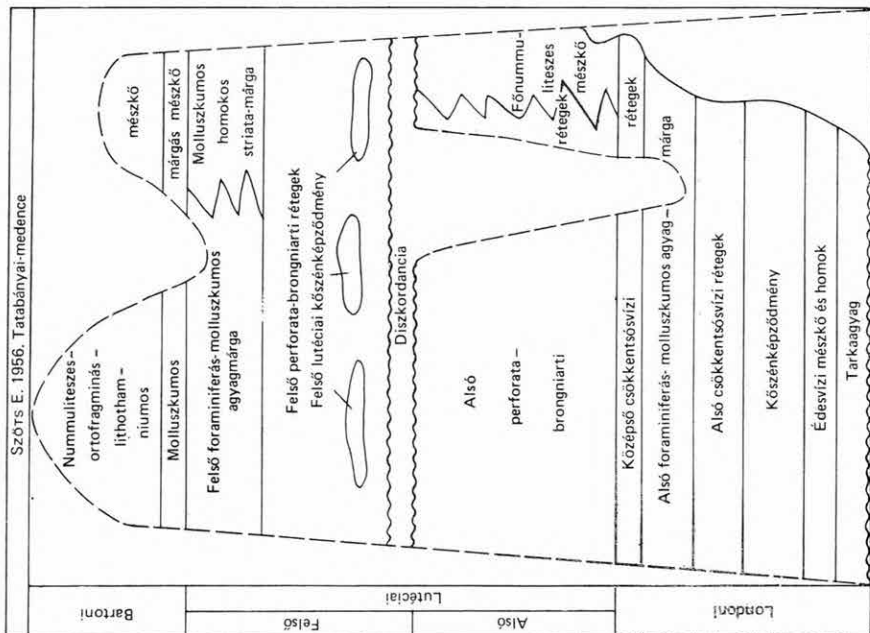 SZŐTS E. 1956. Tatabányai-medence
Nummuliteszes–
ortofragminás–
lithotham–
niumos
mészkő
Molluszkumos
márgás mészkő
Felső foraminiferás-molluszkumos
agyagmárga
Molluszkumos
homokos
striata-márga
Felső perforata-brongniarti rétegek
Felső lutéciai kőszénképződmény
Diszkordancia
Alsó
perforata–
brongniarti
rétegek
Főnummu-
liteszes
mészkő
Középső csökkentsósvízi
rétegek
Alsó foraminiferás- molluszkumos agyag–
márga
Alsó csökkentsósvízi rétegek
Kőszénképződmény
Édesvízi mészkő és homok
Tarkaagyag
Bartoni
Lutéciai
Felső
Alsó
Londoni